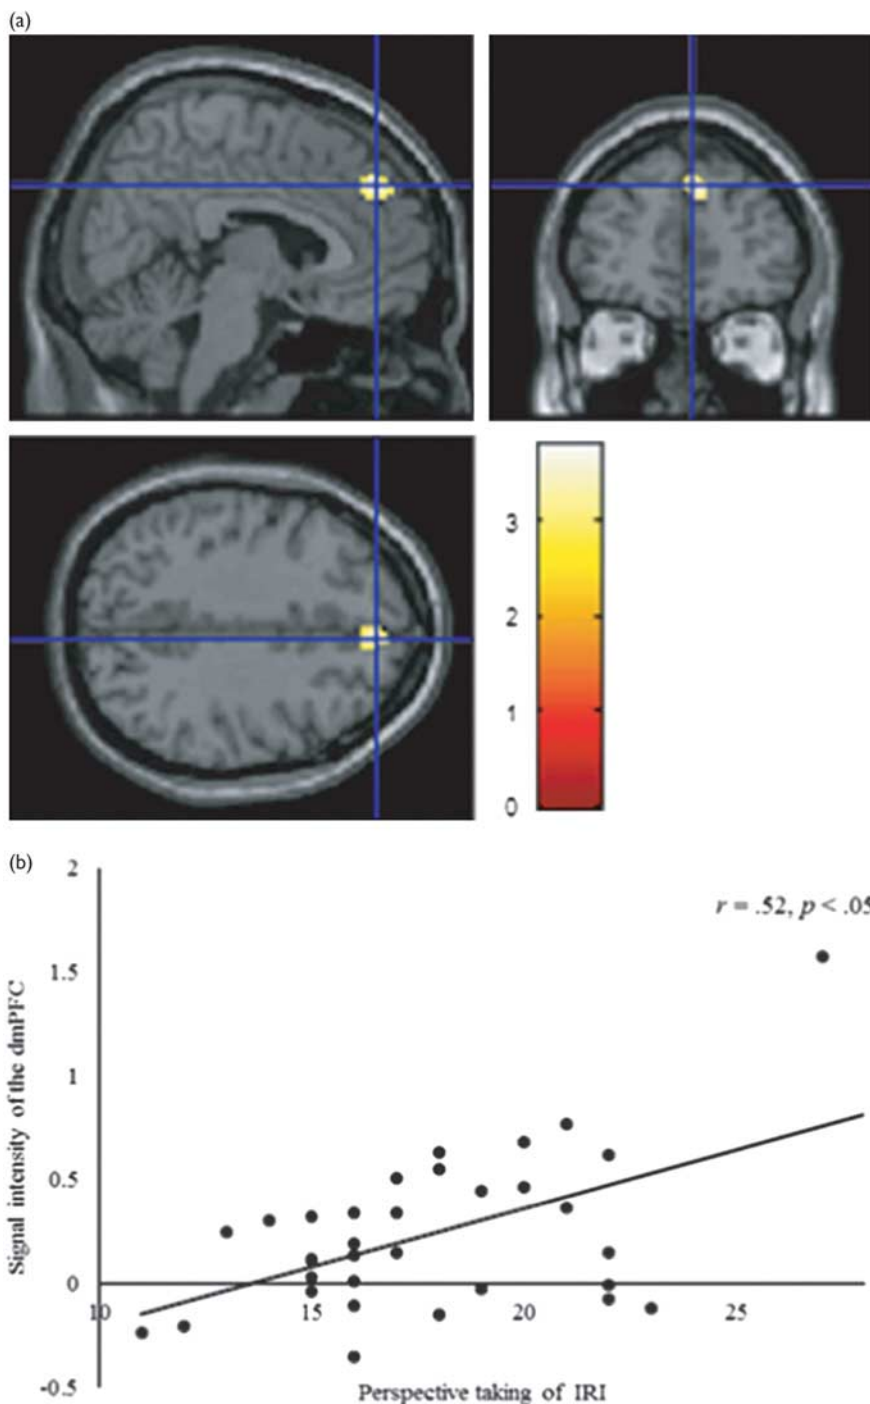 (a)
3
2
1
0
(b)
2
r = .52, p < .05
1.5
1
0.5
0
10 15 20 25
-0.5
Signal intensity of the dmPFC
Perspective taking of IRI